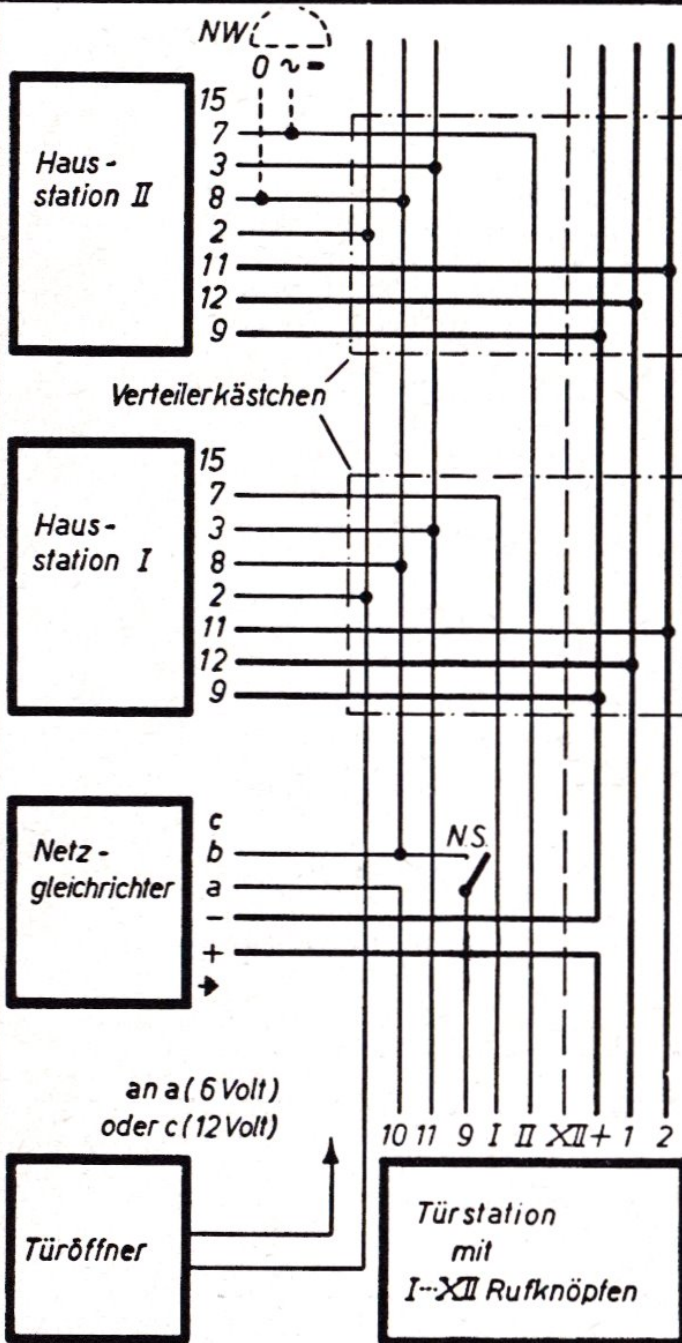 NW
0 ~ =
15
7
3
8
2
11
12
9
Haus-
station II
Verteilerkästchen
15
7
3
8
2
11
12
9
Haus-
station I
c
b
a
-
+
Netz-
gleichrichter
N.S.
an a (6 Volt)
oder c (12 Volt)
10 11 9 I II XII + 1 2
Türöffner
Türstation
mit
I···XII Rufknöpfen